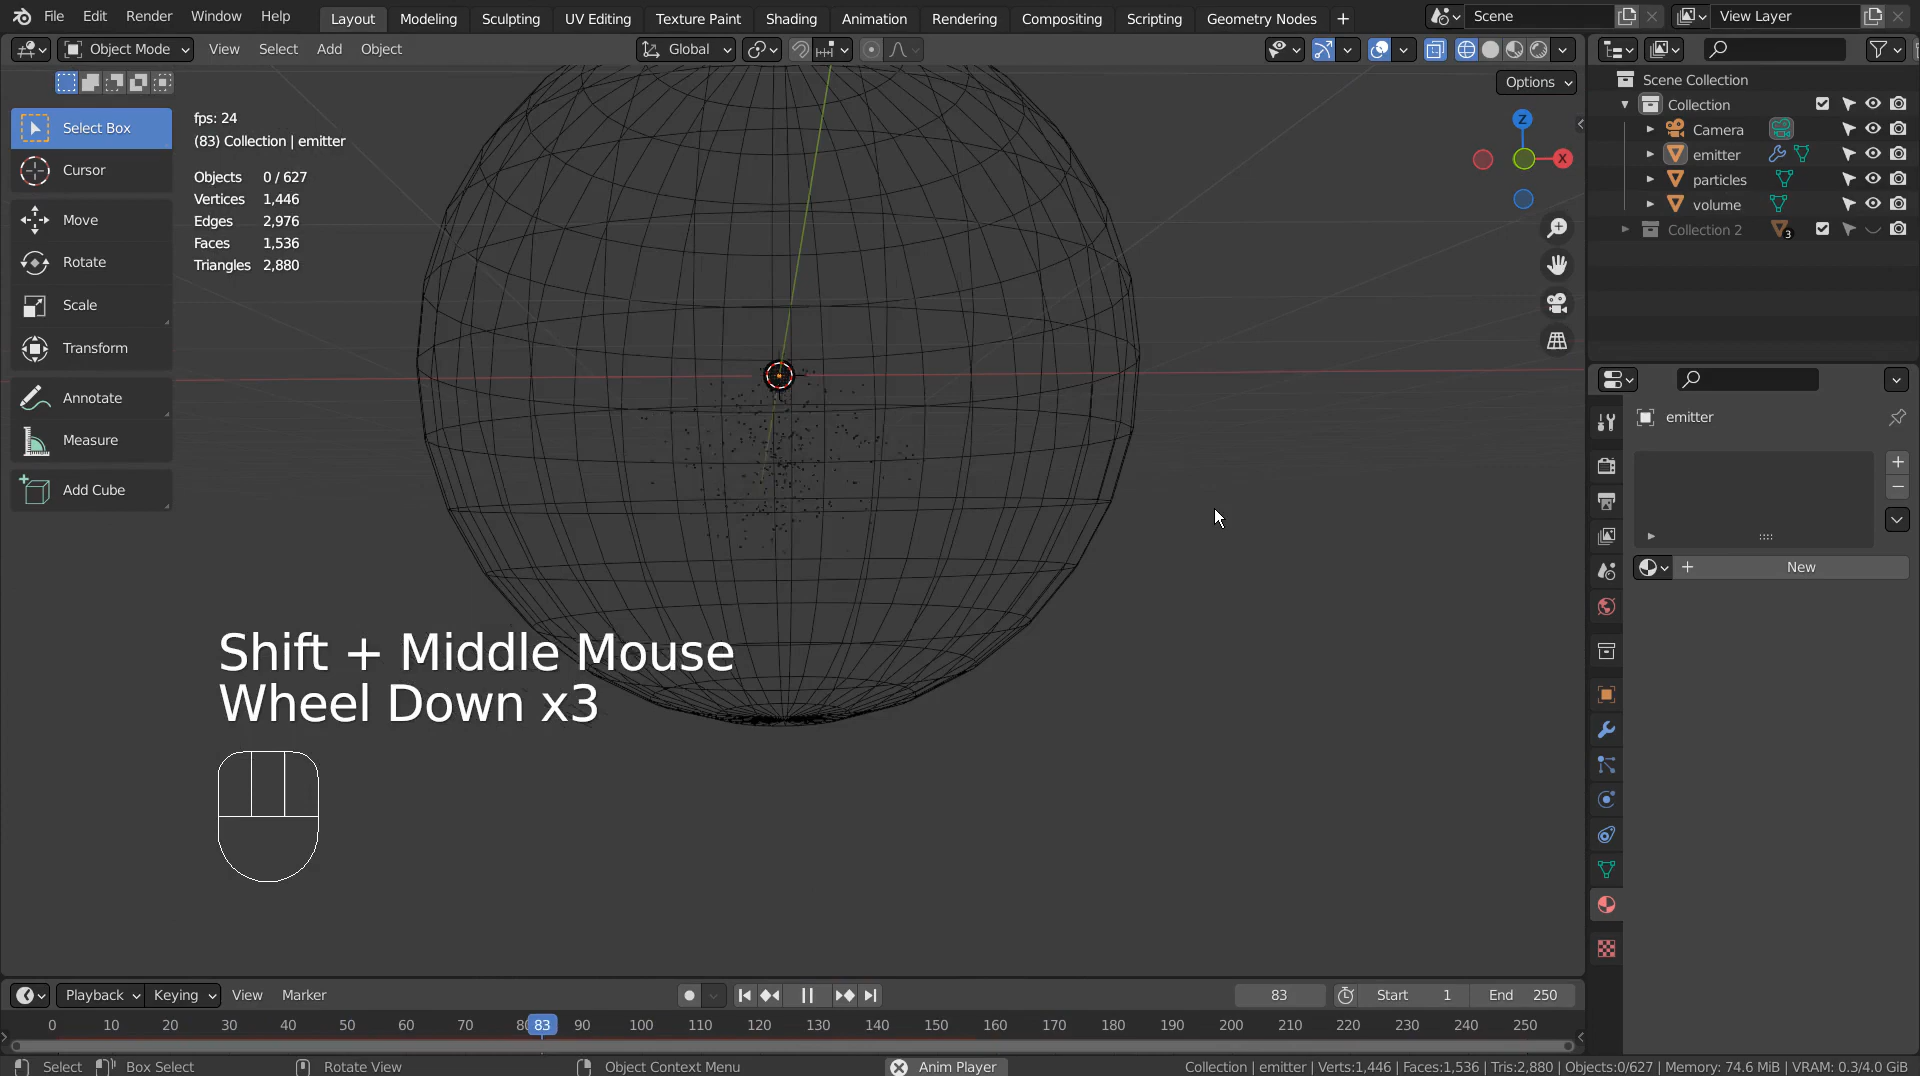 File Edit Render Window Help Layout Modeling Sculpting UV Editing Texture Paint Shading Animation Rendering Compositing Scripting Geometry Nodes + Scene View Layer
Object Mode View Select Add Object Global
Options
Select Box
Cursor
Move
Rotate
Scale
Transform
Annotate
Measure
Add Cube
fps: 24
(83) Collection | emitter
Objects 0 / 627
Vertices 1,446
Edges 2,976
Faces 1,536
Triangles 2,880
Z
X
Shift + Middle Mouse
Wheel Down x3
Scene Collection
Collection
Camera
emitter
particles
volume
Collection 2 3
emitter
+ New
Playback Keying View Marker 83 Start 1 End 250
0 10 20 30 40 50 60 70 83 90 100 110 120 130 140 150 160 170 180 190 200 210 220 230 240 250
Select Box Select Rotate View Object Context Menu Anim Player Collection | emitter | Verts:1,446 | Faces:1,536 | Tris:2,880 | Objects:0/627 | Memory: 74.6 MiB | VRAM: 0.3/4.0 GiB